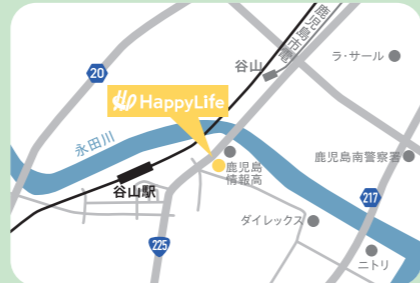 鹿児島市電
谷山
ラ・サール
20
HappyLife
永田川
鹿児島
情報高
鹿児島南警察署
谷山駅
217
ダイレックス
225
ニトリ